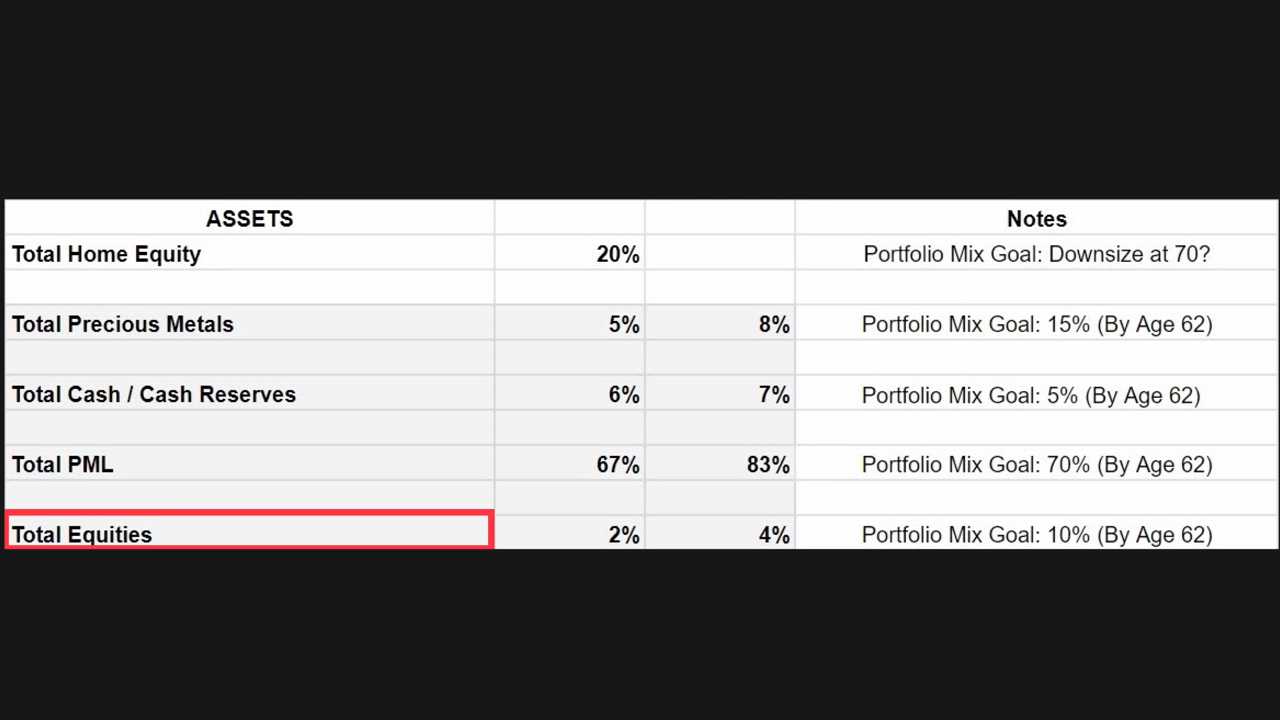 ASSETS Notes
Total Home Equity 20% Portfolio Mix Goal: Downsize at 70?
Total Precious Metals 5% 8% Portfolio Mix Goal: 15% (By Age 62)
Total Cash / Cash Reserves 6% 7% Portfolio Mix Goal: 5% (By Age 62)
Total PML 67% 83% Portfolio Mix Goal: 70% (By Age 62)
Total Equities 2% 4% Portfolio Mix Goal: 10% (By Age 62)